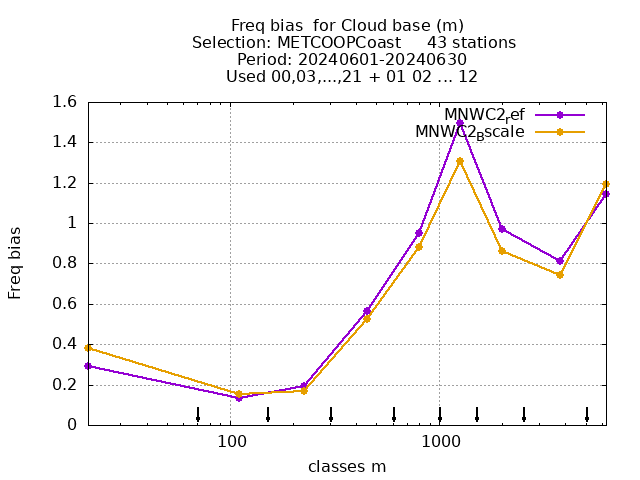 Freq bias  for Cloud base (m)
Selection: METCOOPCoast     43 stations
Period: 20240601-20240630
Used 00,03,...,21 + 01 02 ... 12
MNWC2ref
MNWC2Bscale
1.6
1.4
1.2
1
0.8
0.6
0.4
0.2
0
Freq bias
100
1000
classes m